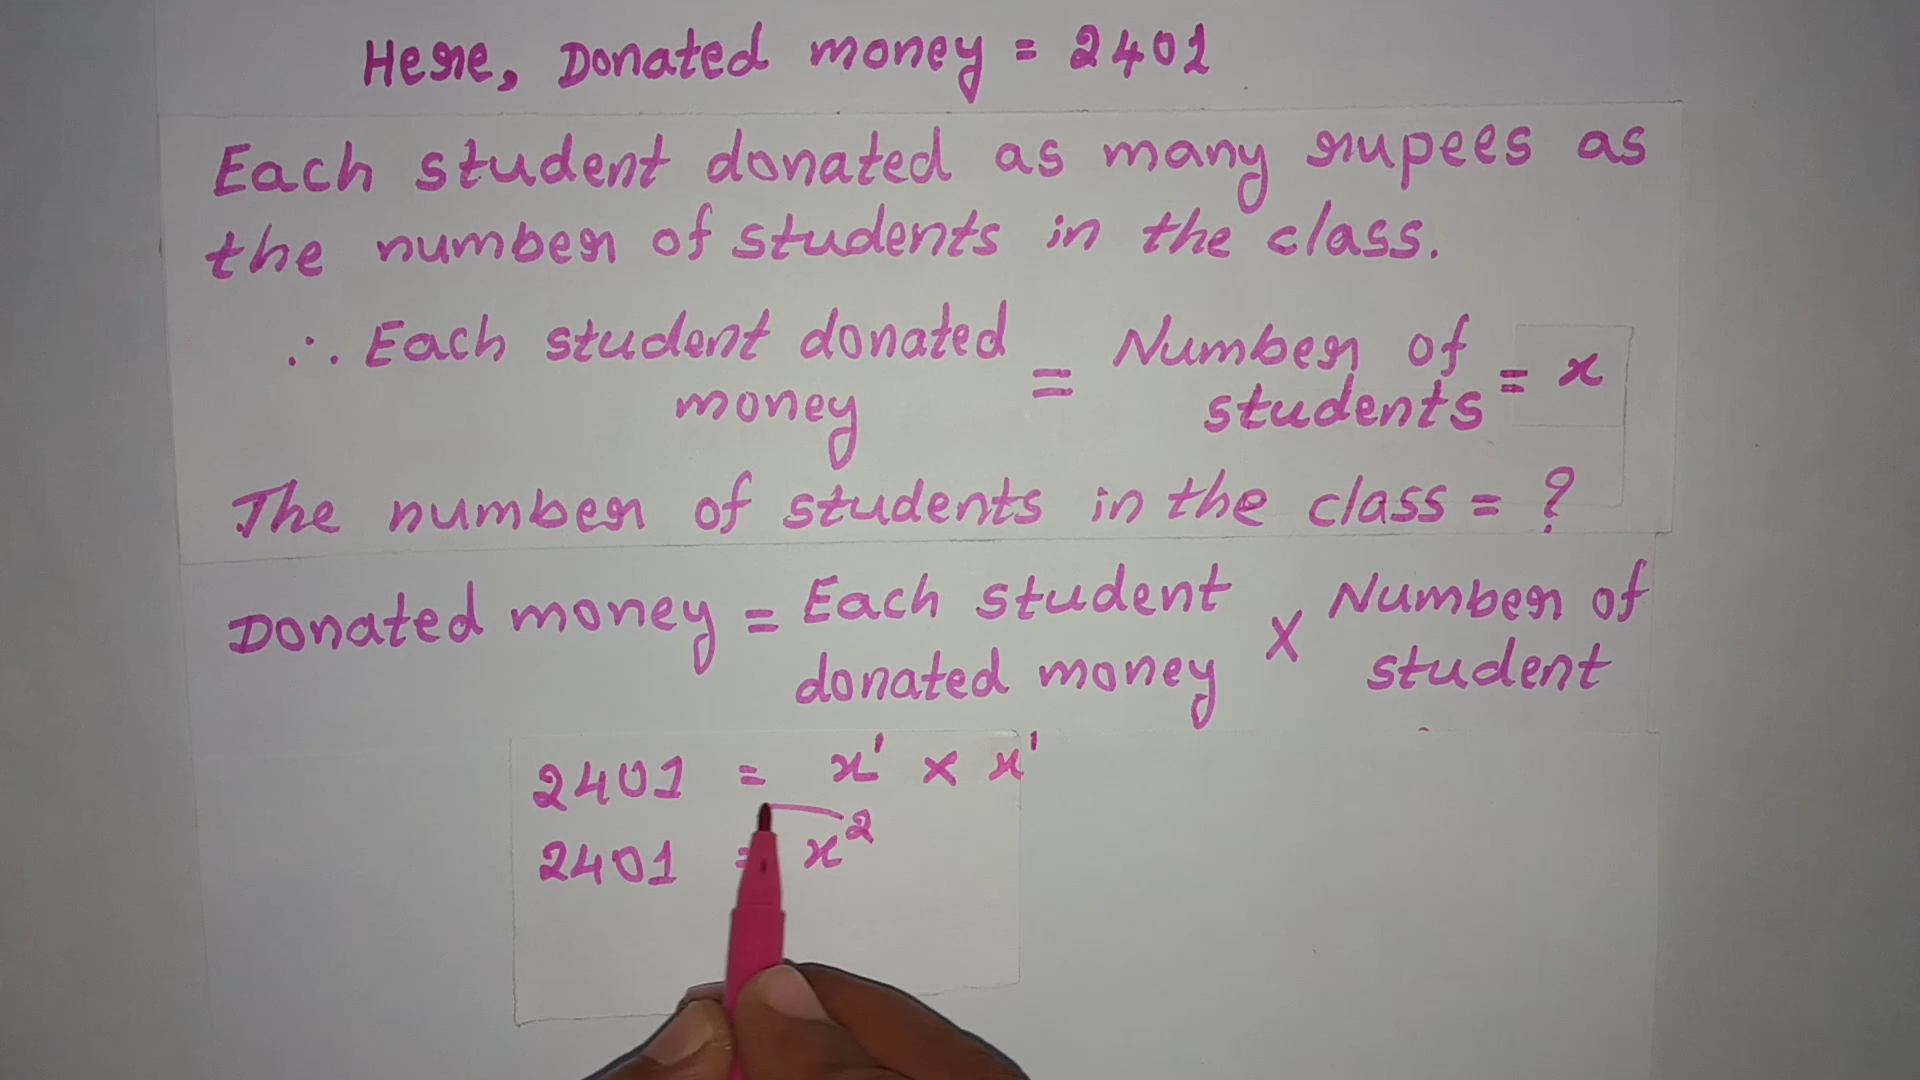 Here, Donated money = 2401
Each student donated as many rupees as
the number of students in the class.
∴ Each student donated money = Number of students = x
The number of students in the class = ?
Donated money = Each student donated money X Number of student
2401 = x¹ × x¹
2401 = x²